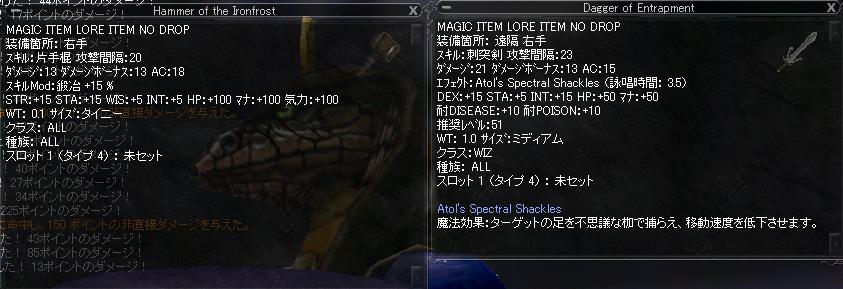 Hammer of the Ironfrost
MAGIC ITEM LORE ITEM NO DROP
装備箇所: 右手
スキル: 片手棍 攻撃間隔:20
ダメージ:13 ダメージボーナス:13 AC:18
スキルMod:鍛冶 +15 %
STR:+15 STA:+15 WIS:+5 INT:+5 HP:+100 マナ:+100 気力:+100
WT: 0.1 サイズ:タイニー
クラス: ALL
種族: ALL
スロット 1 (タイプ 4) : 未セット
40ポイントのダメージ!
27ポイントのダメージ!
34ポイントのダメージ!
225ポイントのダメージ!
に命中し、150 ポイントの非直接ダメージを与えた。
た! 43ポイントのダメージ!
た! 85ポイントのダメージ!
った! 13ポイントのダメージ!
Dagger of Entrapment
MAGIC ITEM LORE ITEM NO DROP
装備箇所: 遠隔 右手
スキル:刺突剣 攻撃間隔:23
ダメージ:21 ダメージボーナス:13 AC:15
エフェクト: Atol's Spectral Shackles (詠唱時間: 3.5)
DEX:+15 STA:+5 INT:+15 HP:+50 マナ:+50
耐DISEASE:+10 耐POISON:+10
推奨レベル:51
WT: 1.0 サイズ:ミディアム
クラス:WIZ
種族: ALL
スロット 1 (タイプ 4) : 未セット
Atol's Spectral Shackles
魔法効果:ターゲットの足を不思議な枷で捕らえ、移動速度を低下させます。